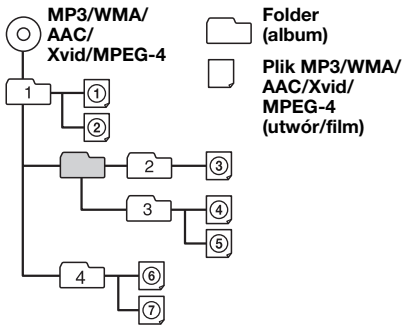 MP3/WMA/
AAC/
Xvid/MPEG-4
Folder
(album)
Plik MP3/WMA/
AAC/Xvid/
MPEG-4
(utwór/film)
1
①
②
2
③
3
④
⑤
4
⑥
⑦